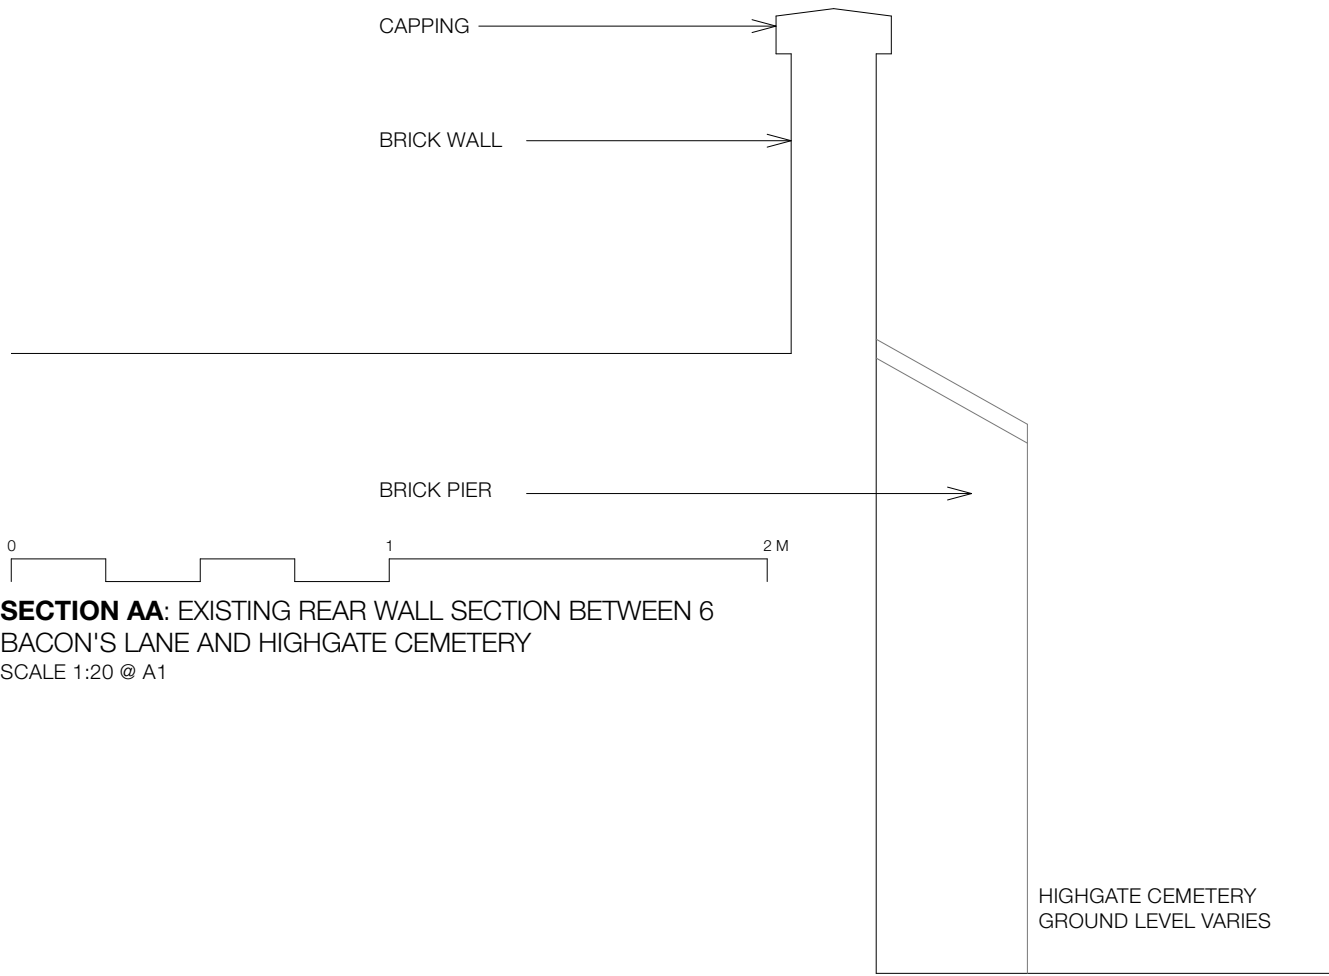 CAPPING
BRICK WALL
BRICK PIER
0 1 2 M
SECTION AA: EXISTING REAR WALL SECTION BETWEEN 6
BACON'S LANE AND HIGHGATE CEMETERY
SCALE 1:20 @ A1
HIGHGATE CEMETERY
GROUND LEVEL VARIES